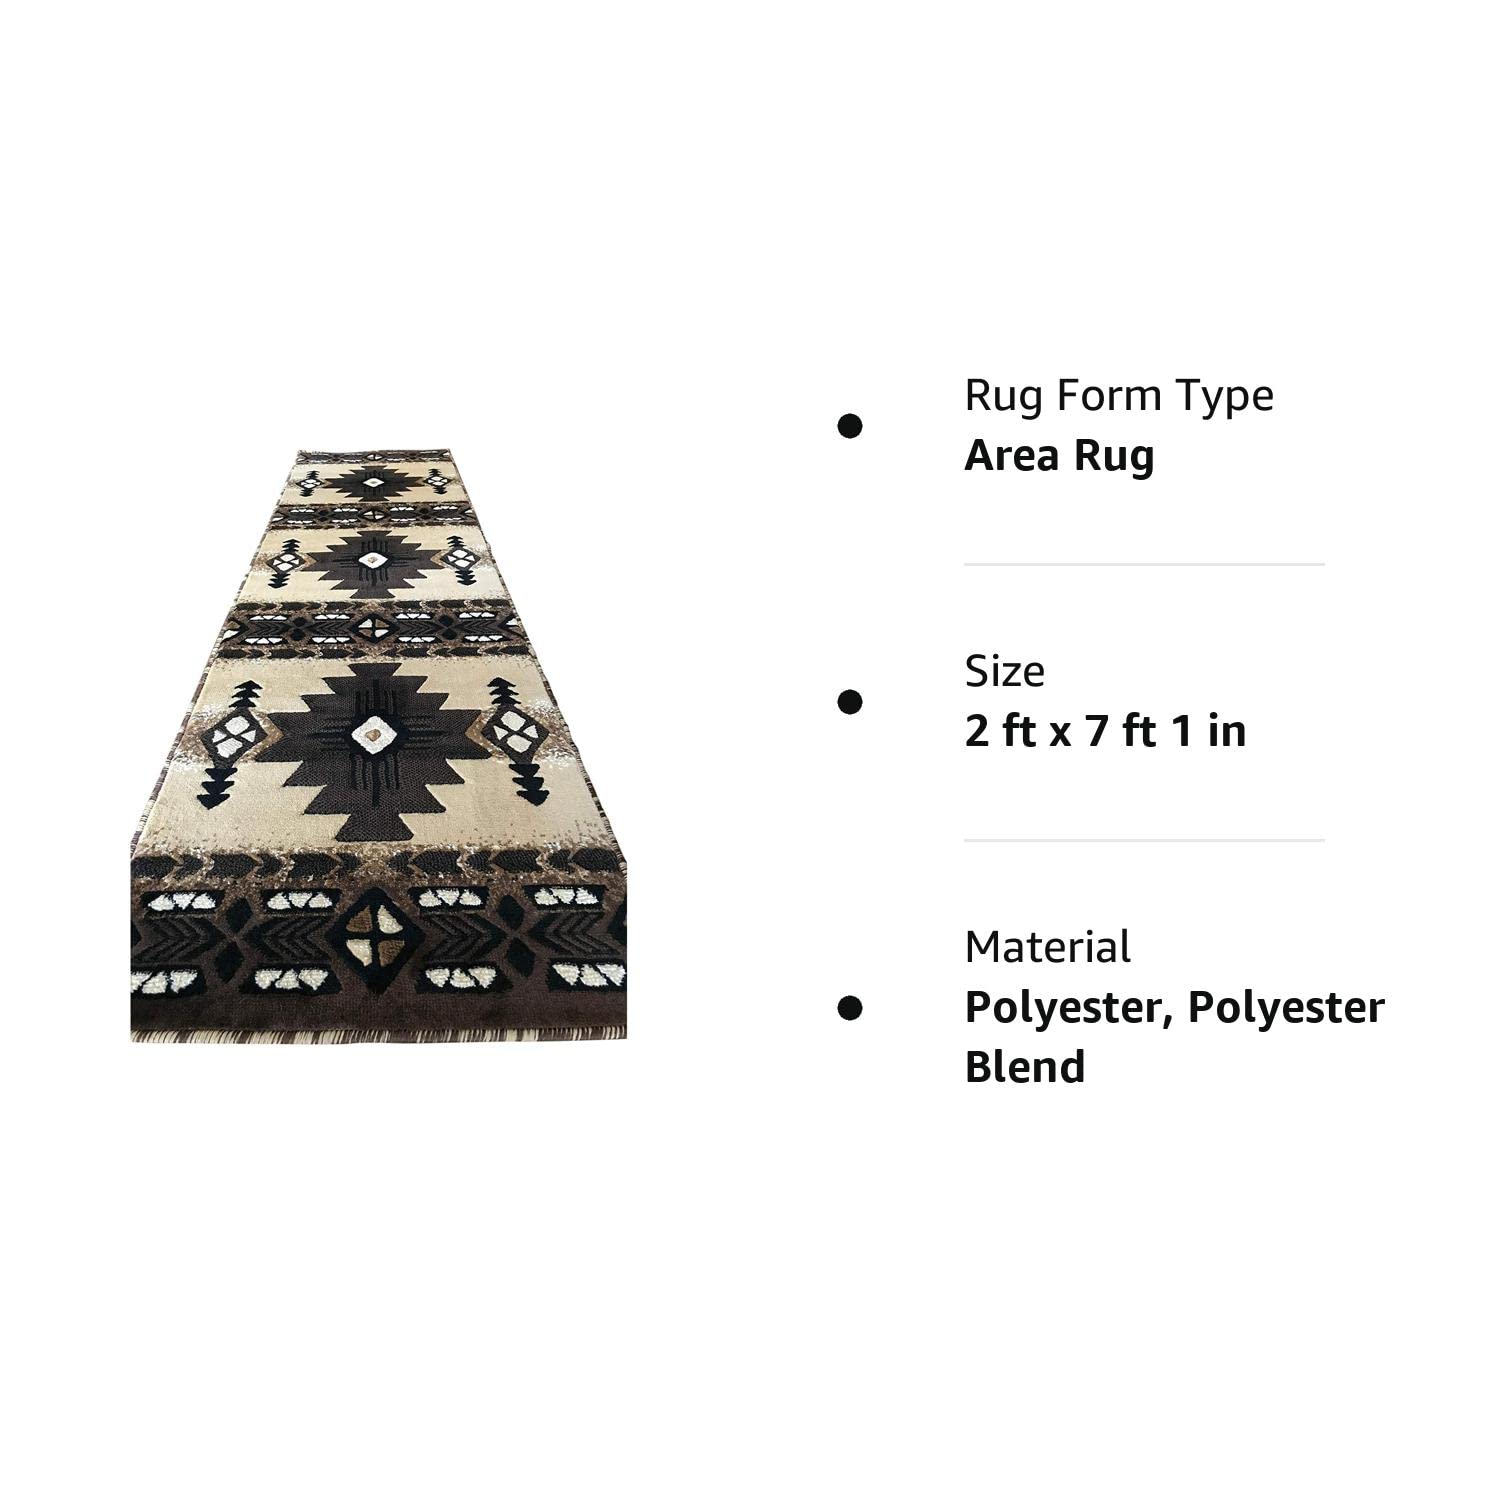 Rug Form Type
Area Rug
Size
2 ft x 7 ft 1 in
Material
Polyester, Polyester
Blend